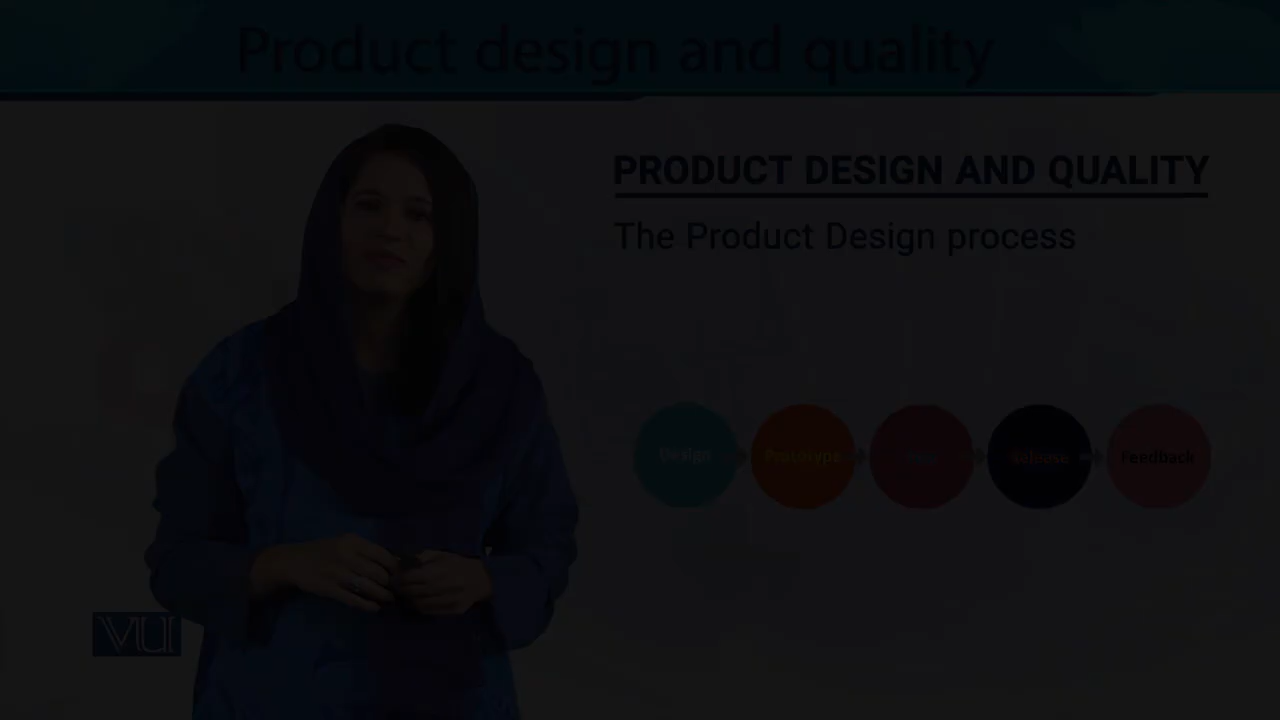 Product design and quality
PRODUCT DESIGN AND QUALITY
The Product Design process
Design
Prototype
Release
Feedback
VU